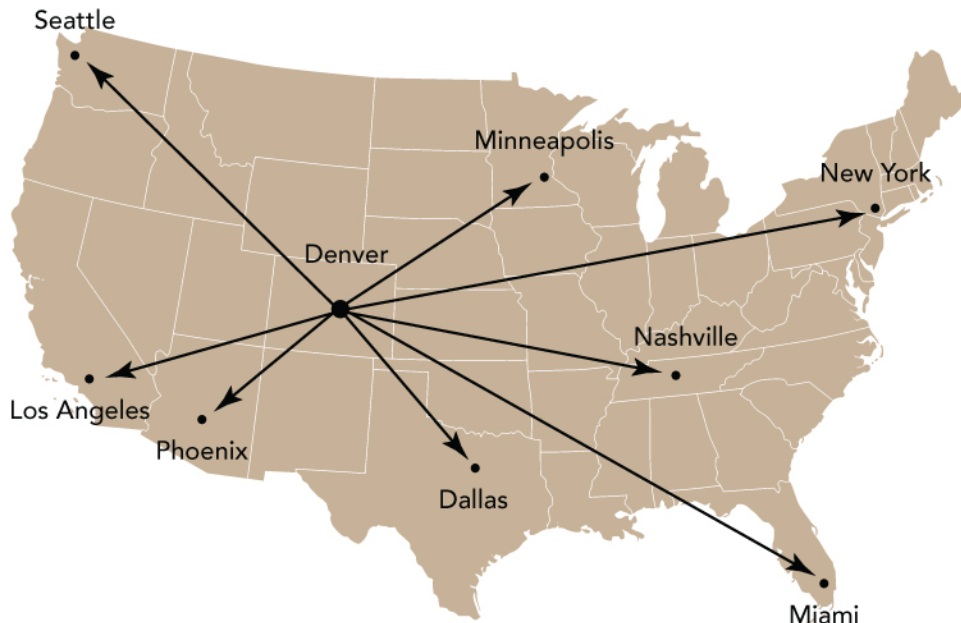 Seattle
Minneapolis
New York
Denver
Nashville
Los Angeles
Phoenix
Dallas
Miami